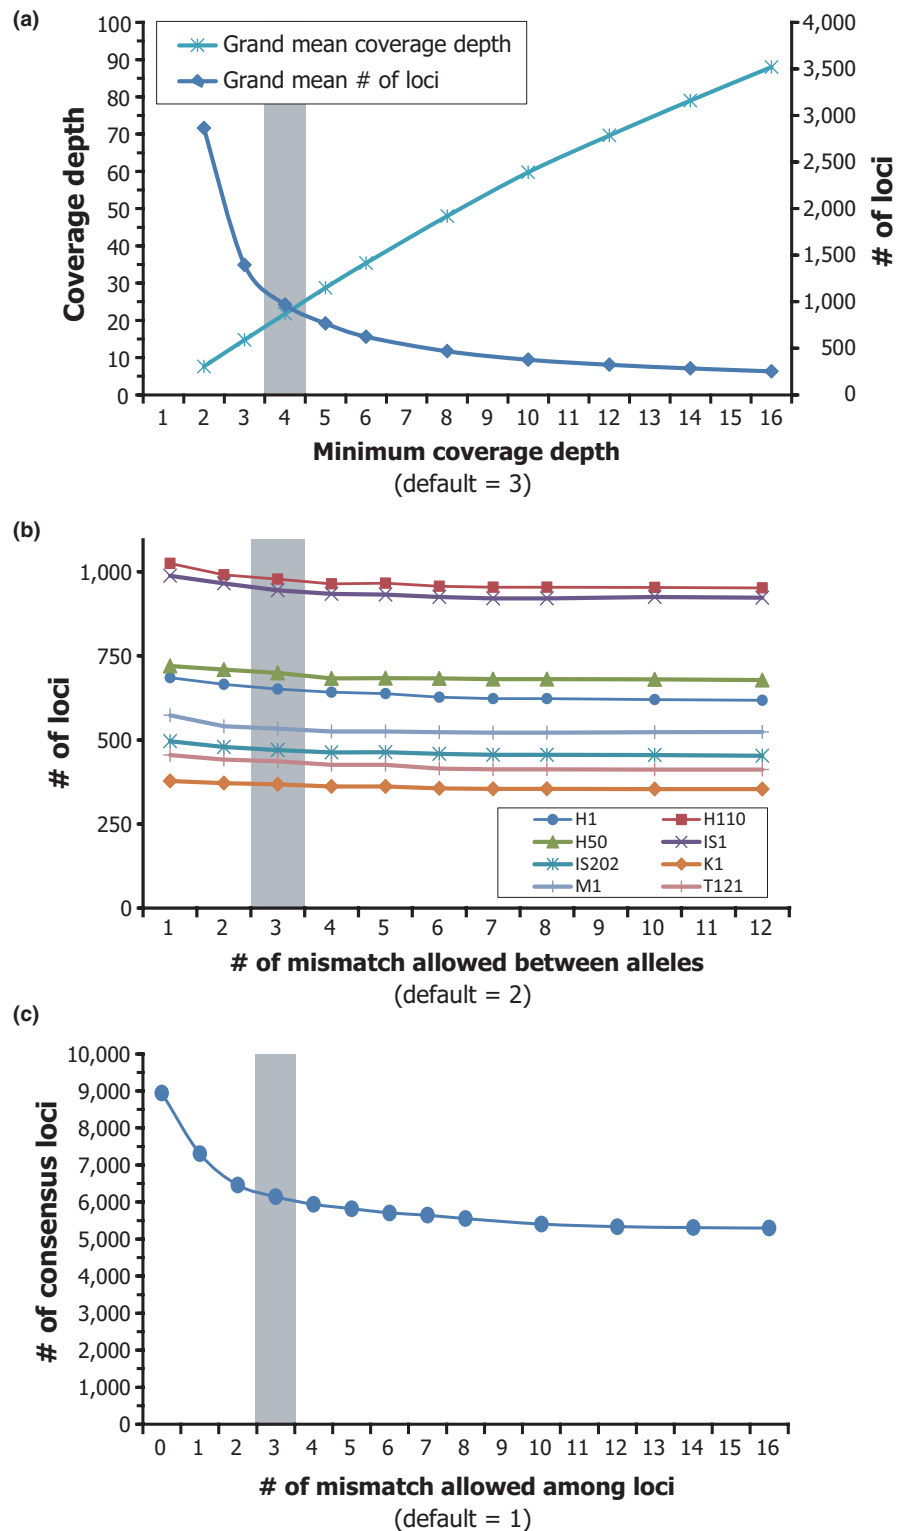 (a)
Grand mean coverage depth
Grand mean # of loci
100
90
80
70
60
50
40
30
20
10
0
Coverage depth
4,000
3,500
3,000
2,500
2,000
1,500
1,000
500
0
# of loci
1 2 3 4 5 6 7 8 9 10 11 12 13 14 15 16
Minimum coverage depth
(default = 3)
(b)
1,000
750
500
250
0
# of loci
H1 H110
H50 IS1
IS202 K1
M1 T121
1 2 3 4 5 6 7 8 9 10 11 12
# of mismatch allowed between alleles
(default = 2)
(c)
10,000
9,000
8,000
7,000
6,000
5,000
4,000
3,000
2,000
1,000
0
# of consensus loci
0 1 2 3 4 5 6 7 8 9 10 11 12 13 14 15 16
# of mismatch allowed among loci
(default = 1)